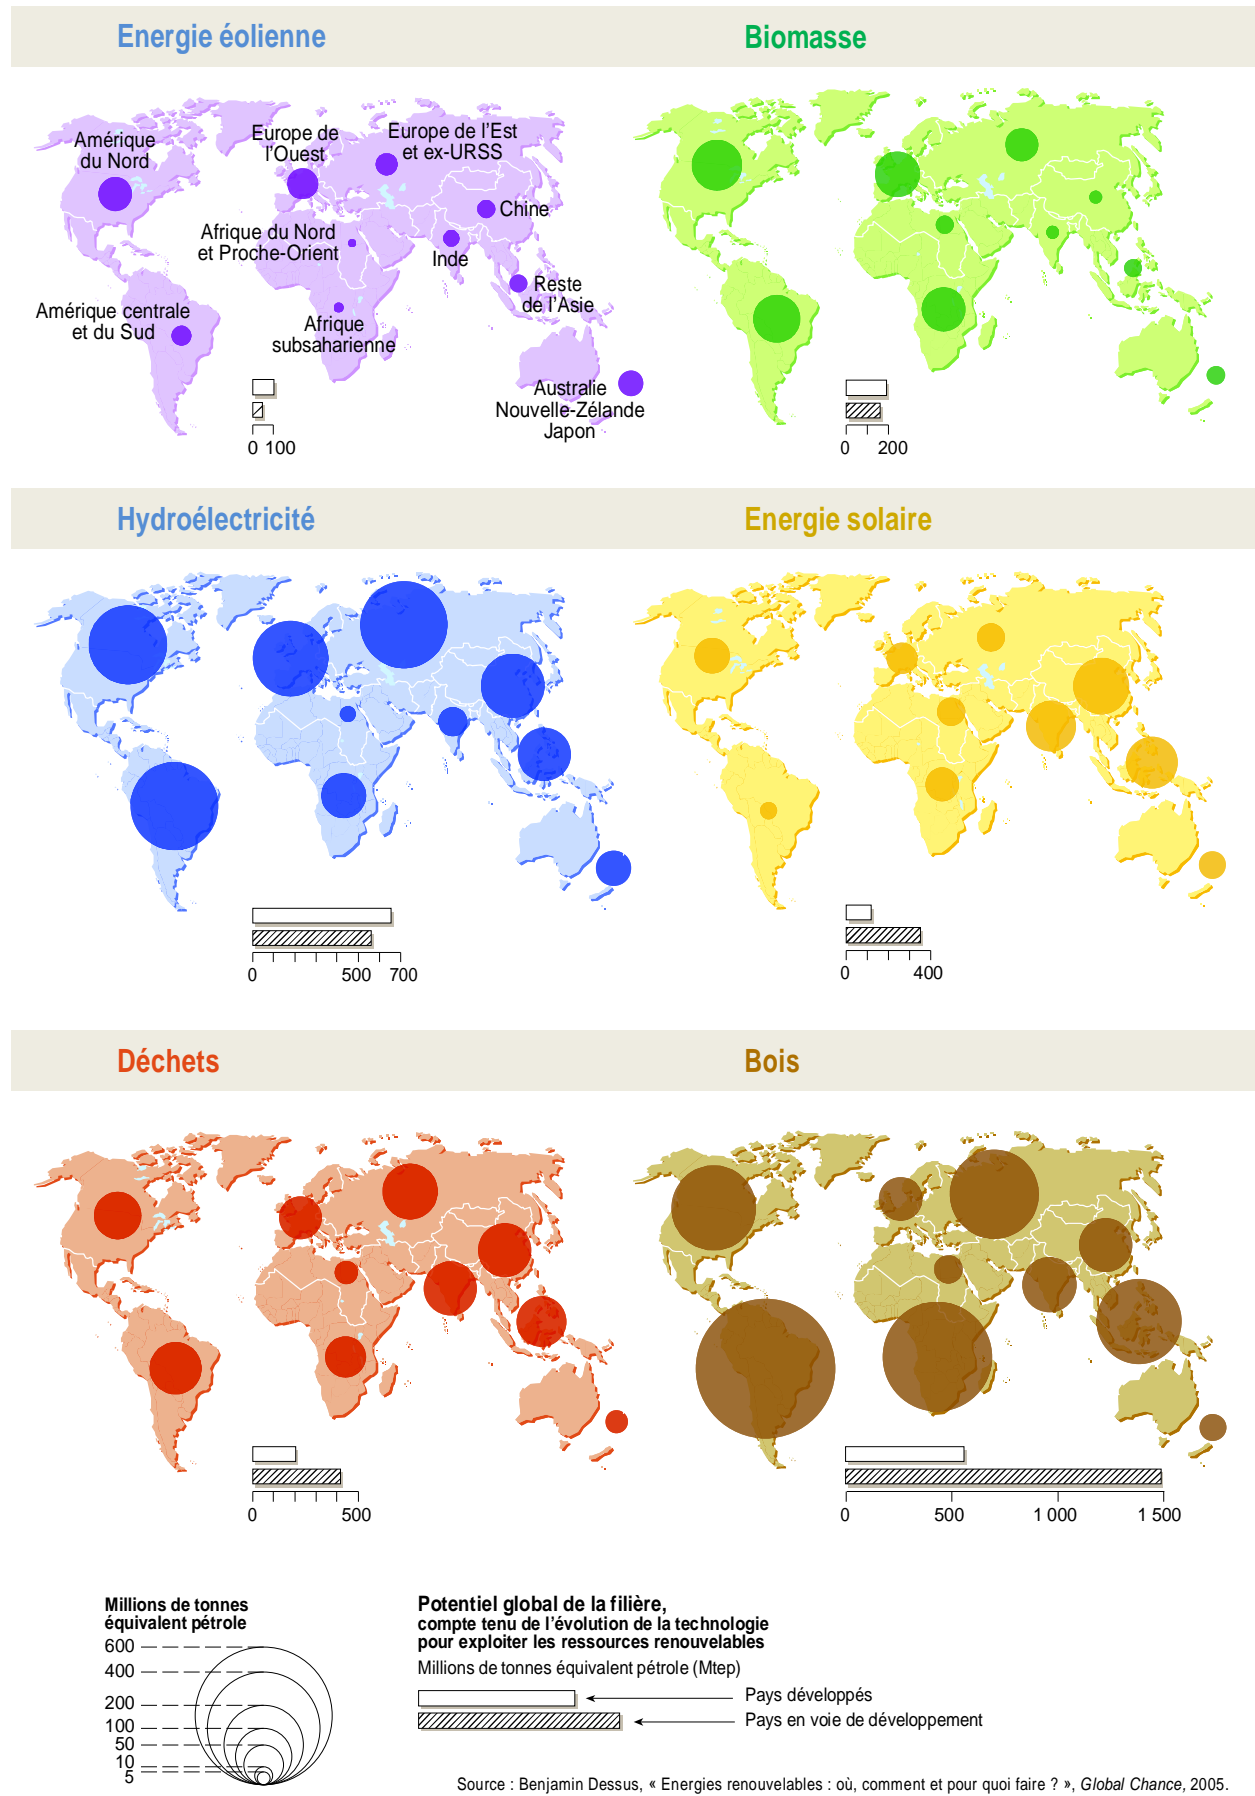 Energie éolienne
Biomasse
Amérique
du Nord
Europe de
l’Ouest
Europe de l’Est
et ex-URSS
Chine
Afrique du Nord
et Proche-Orient
Inde
Reste
de l’Asie
Amérique centrale
et du Sud
Afrique
subsaharienne
Australie
Nouvelle-Zélande
Japon
0 100
0 200
Hydroélectricité
Energie solaire
0 500 700
0 400
Déchets
Bois
0 500
0 500 1 000 1 500
Millions de tonnes
équivalent pétrole
600
400
200
100
50
10
5
Potentiel global de la filière,
compte tenu de l’évolution de la technologie
pour exploiter les ressources renouvelables
Millions de tonnes équivalent pétrole (Mtep)
Pays développés
Pays en voie de développement
Source : Benjamin Dessus, « Energies renouvelables : où, comment et pour quoi faire ? », Global Chance, 2005.